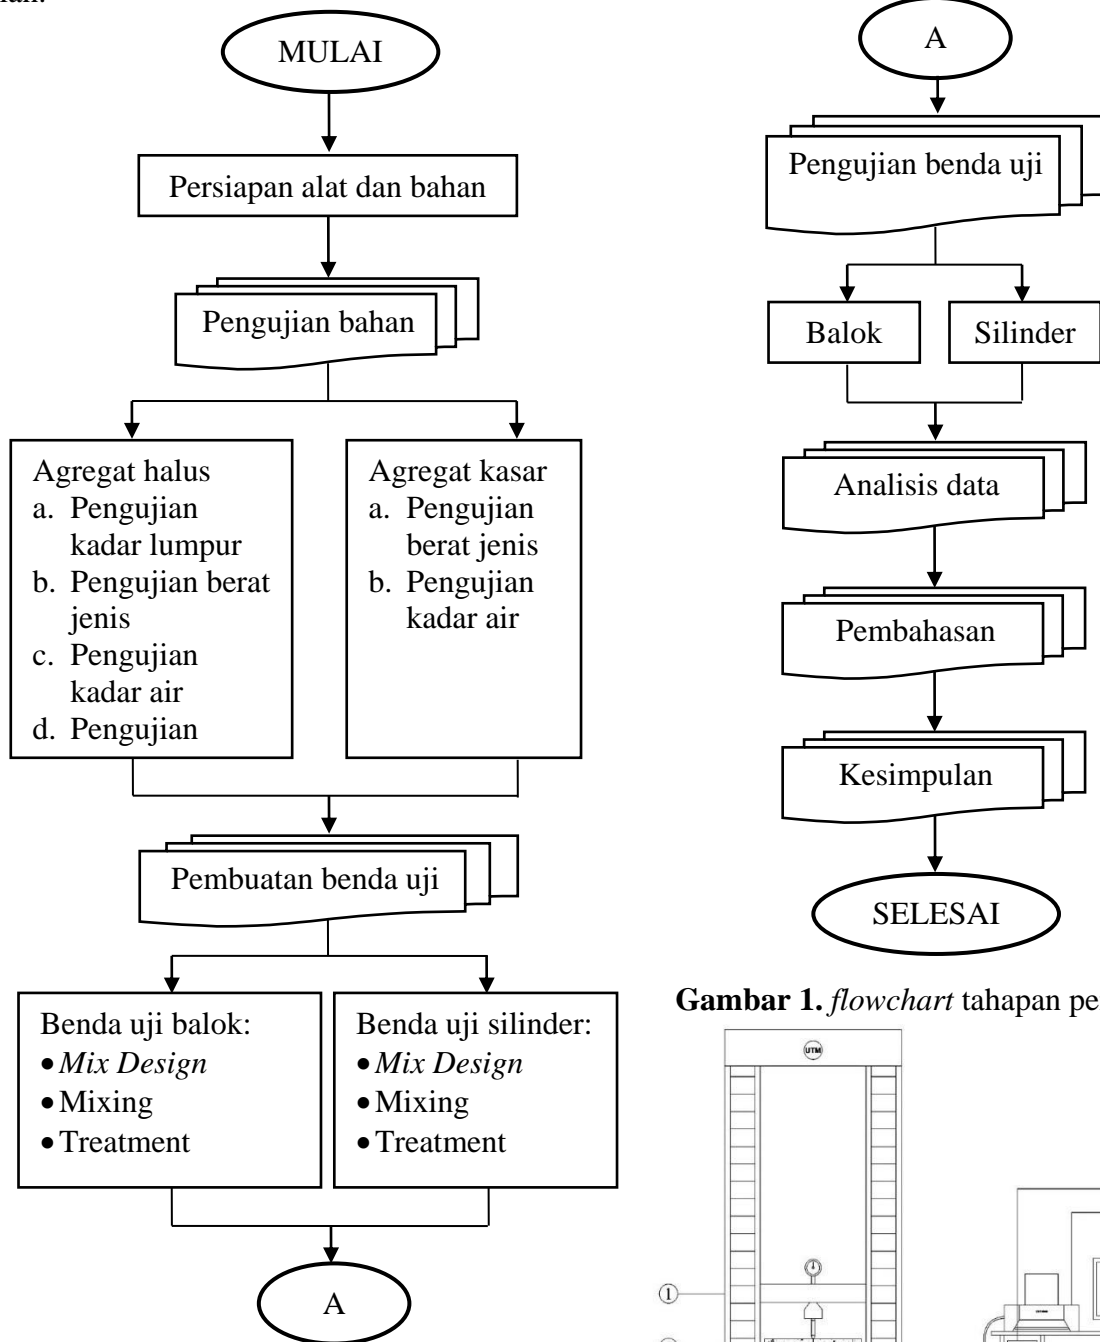 MULAI
Persiapan alat dan bahan
Pengujian bahan
Agregat halus
a. Pengujian
kadar lumpur
b. Pengujian berat
jenis
c. Pengujian
kadar air
d. Pengujian
Agregat kasar
a. Pengujian
berat jenis
b. Pengujian
kadar air
Pembuatan benda uji
Benda uji balok:
• Mix Design
• Mixing
• Treatment
Benda uji silinder:
• Mix Design
• Mixing
• Treatment
A
A
Pengujian benda uji
Balok
Silinder
Analisis data
Pembahasan
Kesimpulan
SELESAI
Gambar 1. flowchart tahapan pe
UTM
1